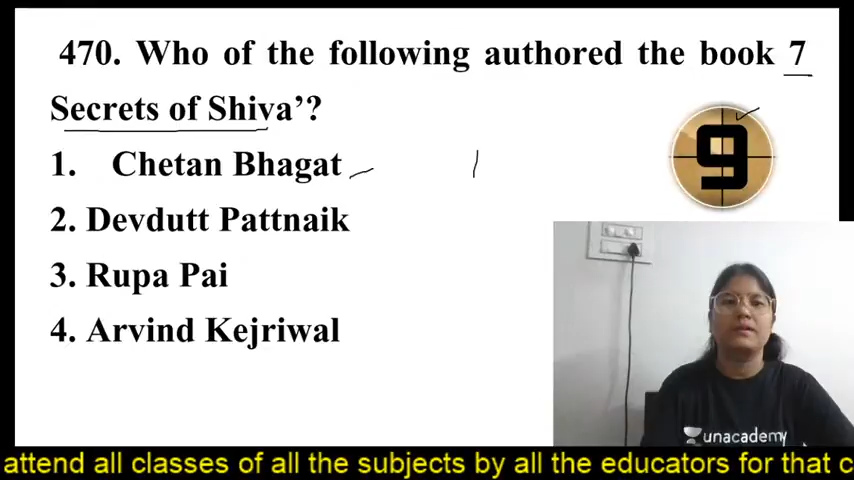 470. Who of the following authored the book 7
Secrets of Shiva’?
9
1. Chetan Bhagat
2. Devdutt Pattnaik
3. Rupa Pai
4. Arvind Kejriwal
unacademy
attend all classes of all the subjects by all the educators for that c